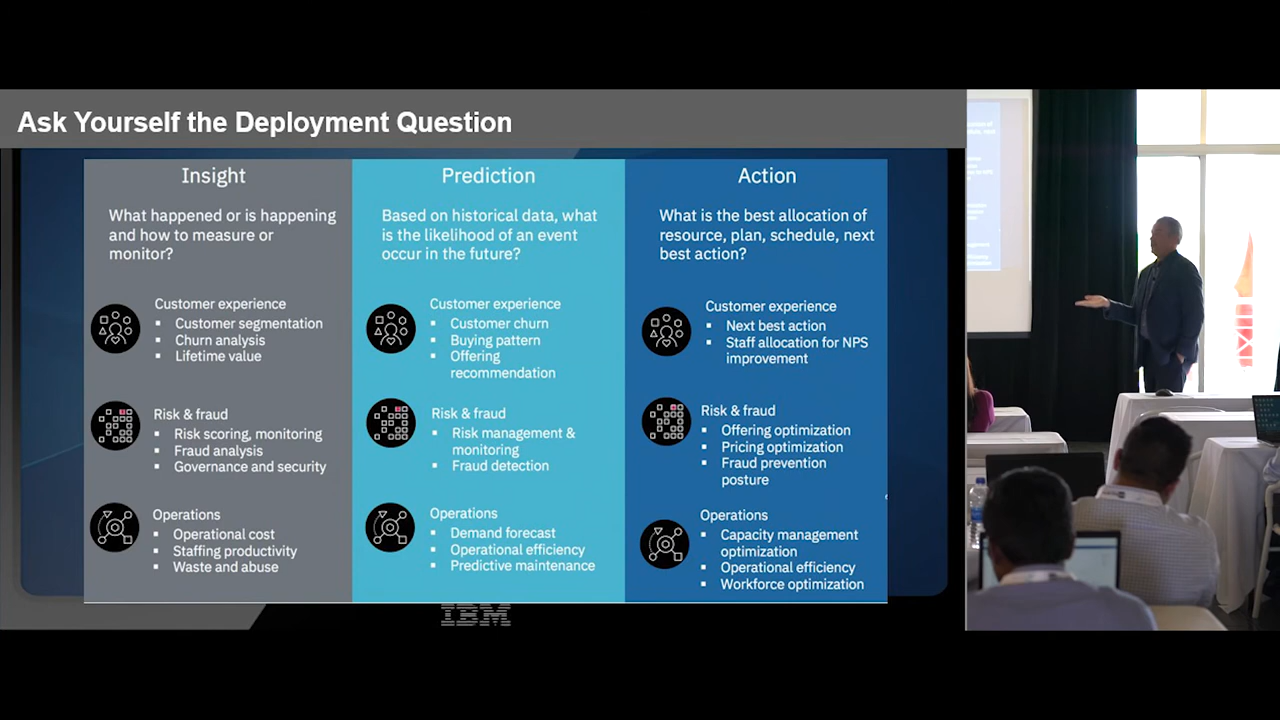 Ask Yourself the Deployment Question
Insight
What happened or is happening
and how to measure or
monitor?
Customer experience
▪ Customer segmentation
▪ Churn analysis
▪ Lifetime value
Risk & fraud
▪ Risk scoring, monitoring
▪ Fraud analysis
▪ Governance and security
Operations
▪ Operational cost
▪ Staffing productivity
▪ Waste and abuse
Prediction
Based on historical data, what
is the likelihood of an event
occur in the future?
Customer experience
▪ Customer churn
▪ Buying pattern
▪ Offering
recommendation
Risk & fraud
▪ Risk management &
monitoring
▪ Fraud detection
Operations
▪ Demand forecast
▪ Operational efficiency
▪ Predictive maintenance
Action
What is the best allocation of
resource, plan, schedule, next
best action?
Customer experience
▪ Next best action
▪ Staff allocation for NPS
improvement
Risk & fraud
▪ Offering optimization
▪ Pricing optimization
▪ Fraud prevention
posture
Operations
▪ Capacity management
optimization
▪ Operational efficiency
▪ Workforce optimization
IBM